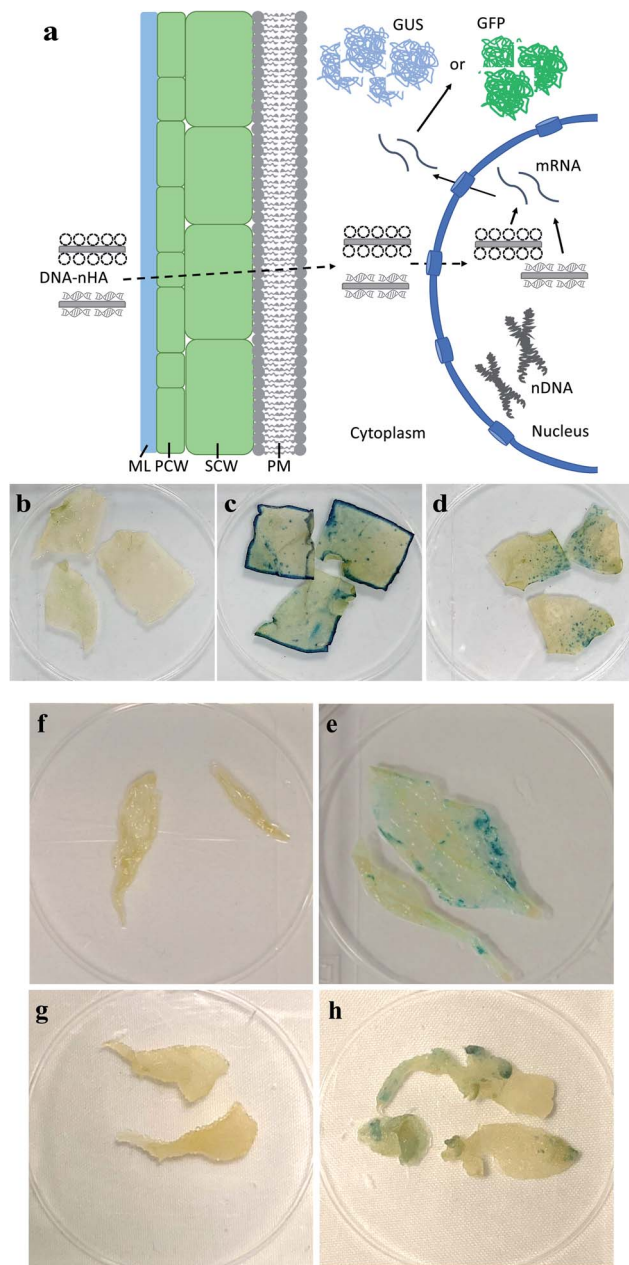 a
GUS
GFP
or
mRNA
DNA-nHA
nDNA
Cytoplasm
Nucleus
ML PCW SCW PM
b
c
d
f
e
g
h